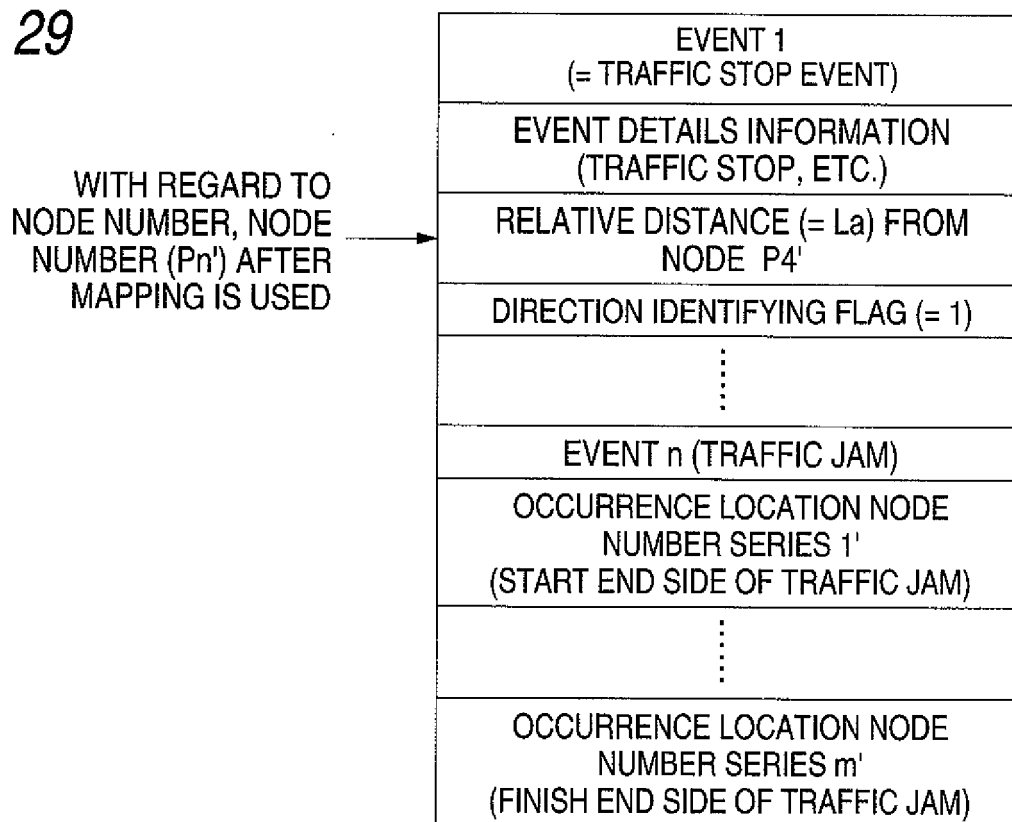 29
EVENT 1
(= TRAFFIC STOP EVENT)
EVENT DETAILS INFORMATION
(TRAFFIC STOP, ETC.)
WITH REGARD TO
NODE NUMBER, NODE
NUMBER (Pn') AFTER
MAPPING IS USED
RELATIVE DISTANCE (= La) FROM
NODE P4'
DIRECTION IDENTIFYING FLAG (= 1)
EVENT n (TRAFFIC JAM)
OCCURRENCE LOCATION NODE
NUMBER SERIES 1'
(START END SIDE OF TRAFFIC JAM)
OCCURRENCE LOCATION NODE
NUMBER SERIES m'
(FINISH END SIDE OF TRAFFIC JAM)